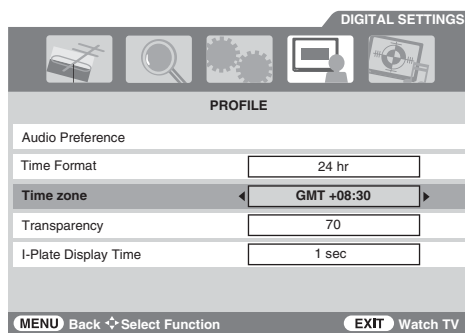 DIGITAL SETTINGS
PROFILE
Audio Preference
Time Format 24 hr
Time zone GMT +08:30
Transparency 70
I-Plate Display Time 1 sec
MENU Back Select Function EXIT Watch TV